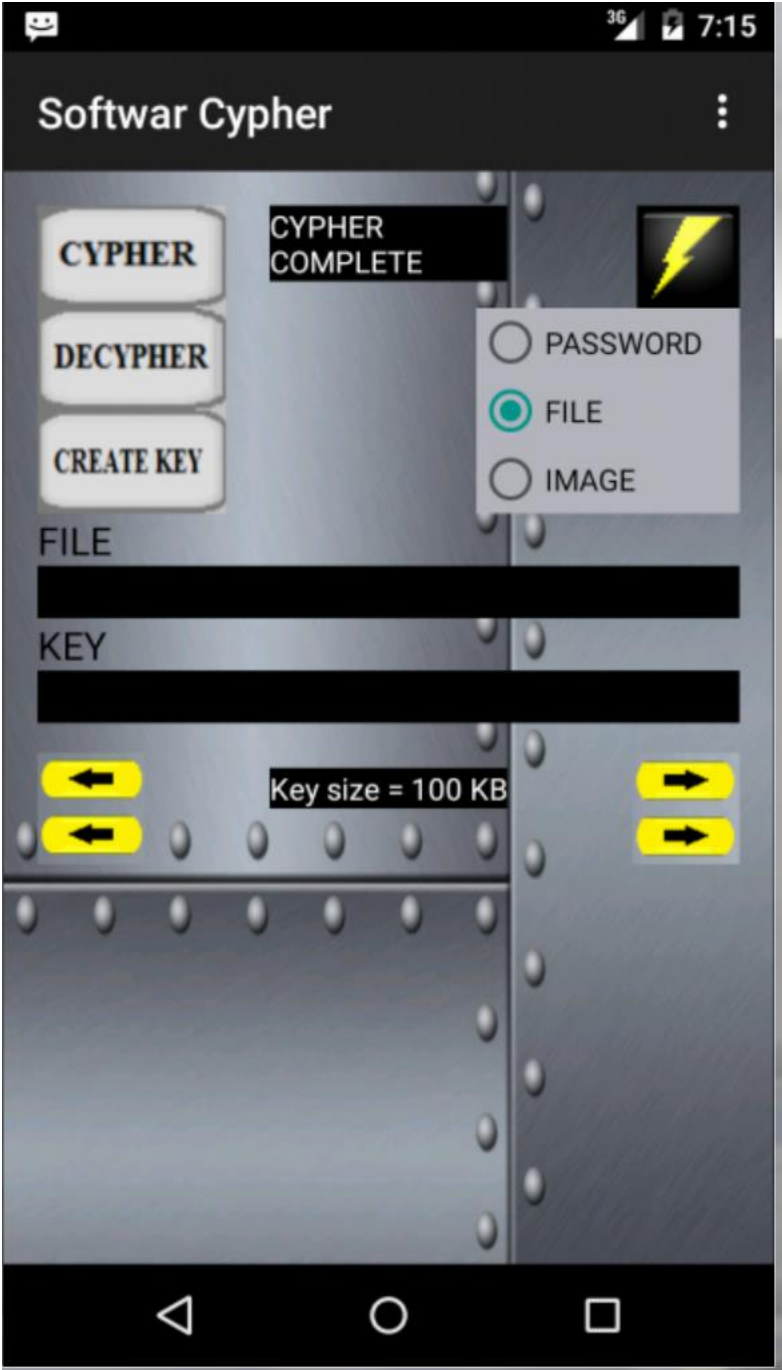 3G 7:15
Softwar Cypher
CYPHER
CYPHER
COMPLETE
DECYPHER
CREATE KEY
PASSWORD
FILE
IMAGE
FILE
KEY
Key size = 100 KB